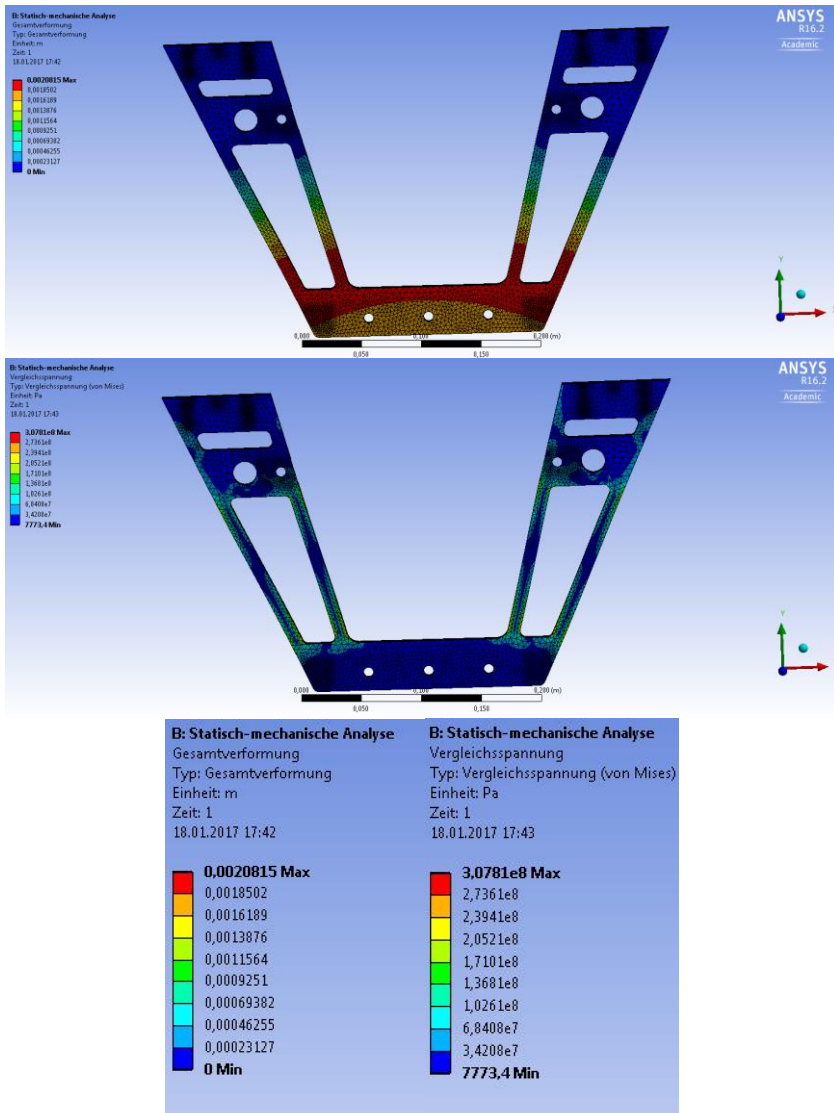 B: Statisch-mechanische Analyse
Gesamtverformung
Typ: Gesamtverformung
Einheit: m
Zeit: 1
18.01.2017 17:42
0,0020815 Max
0,0018502
0,0016189
0,0013876
0,0011564
0,0009251
0,00069382
0,00046255
0,00023127
0 Min
ANSYS
R16.2
Academic
Y
0,000
0,100
0,200 (m)
0,050
0,150
B: Statisch-mechanische Analyse
Vergleichsspannung
Typ: Vergleichsspannung (von Mises)
Einheit: Pa
Zeit: 1
18.01.2017 17:43
3,0781e8 Max
2,7361e8
2,3941e8
2,0521e8
1,7101e8
1,3681e8
1,0261e8
6,8408e7
3,4208e7
7773,4 Min
ANSYS
R16.2
Academic
Y
0,000
0,100
0,200 (m)
0,050
0,150
B: Statisch-mechanische Analyse
Gesamtverformung
Typ: Gesamtverformung
Einheit: m
Zeit: 1
18.01.2017 17:42
0,0020815 Max
0,0018502
0,0016189
0,0013876
0,0011564
0,0009251
0,00069382
0,00046255
0,00023127
0 Min
B: Statisch-mechanische Analyse
Vergleichsspannung
Typ: Vergleichsspannung (von Mises)
Einheit: Pa
Zeit: 1
18.01.2017 17:43
3,0781e8 Max
2,7361e8
2,3941e8
2,0521e8
1,7101e8
1,3681e8
1,0261e8
6,8408e7
3,4208e7
7773,4 Min